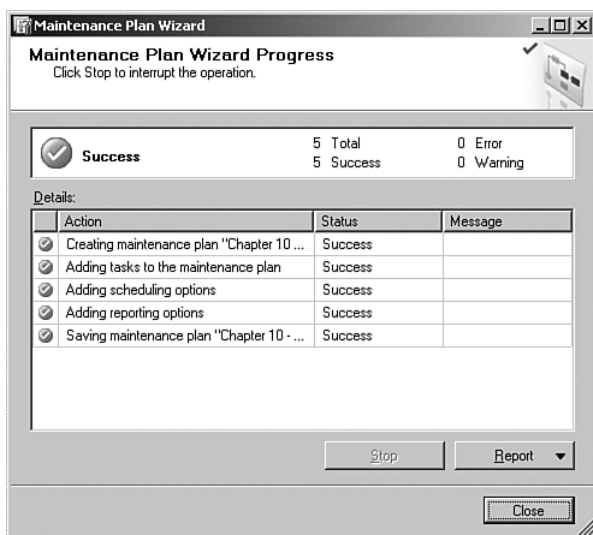 Maintenance Plan Wizard
Maintenance Plan Wizard Progress
Click Stop to interrupt the operation.
Success
5 Total 0 Error
5 Success 0 Warning
Details:
Action Status Message
Creating maintenance plan "Chapter 10 ... Success
Adding tasks to the maintenance plan Success
Adding scheduling options Success
Adding reporting options Success
Saving maintenance plan "Chapter 10 - ... Success
Stop Report
Close